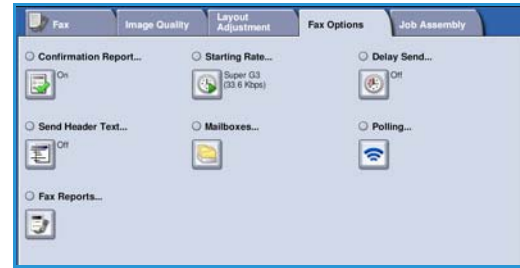 Fax
Image Quality
Layout
Adjustment
Fax Options
Job Assembly
Confirmation Report...
On
Starting Rate...
Super G3
(33.6 Kbps)
Delay Send...
Off
Send Header Text...
Off
Mailboxes...
Polling...
Fax Reports...